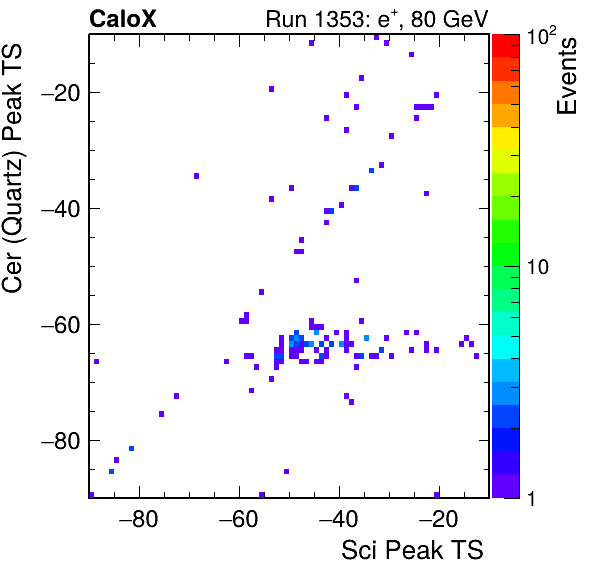 CaloX Run 1353: e⁺, 80 GeV
Cer (Quartz) Peak TS
−20
−40
−60
−80
−80 −60 −40 −20
Sci Peak TS
10²
10
1
Events